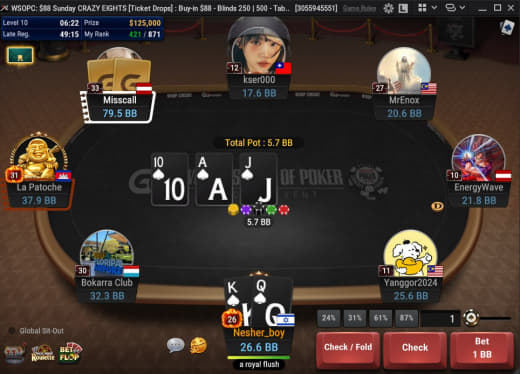 WSOPC: $88 Sunday CRAZY EIGHTS [Ticket Drops] : Buy-in $88 - Blinds 250 | 500 - Tab.. [3055945551] Game Rules
Level 10 06:22 Prize $125,000
Late Reg. 49:15 My Rank 421 / 871
12
kser000
17.6 BB
33
Misscall
79.5 BB
27
MrEnox
20.6 BB
Total Pot : 5.7 BB
10 A J
10 A J
5.7 BB
31
La Patoche
37.9 BB
10
EnergyWave
21.8 BB
D
30
Bokarra Club
32.3 BB
11
Yanggor2024
25.6 BB
K Q
26
Nesher_boy
26.6 BB
a royal flush
Global Sit-Out
BET FLOP
24% 31% 61% 87% 1
Check / Fold
Check
Bet
1 BB